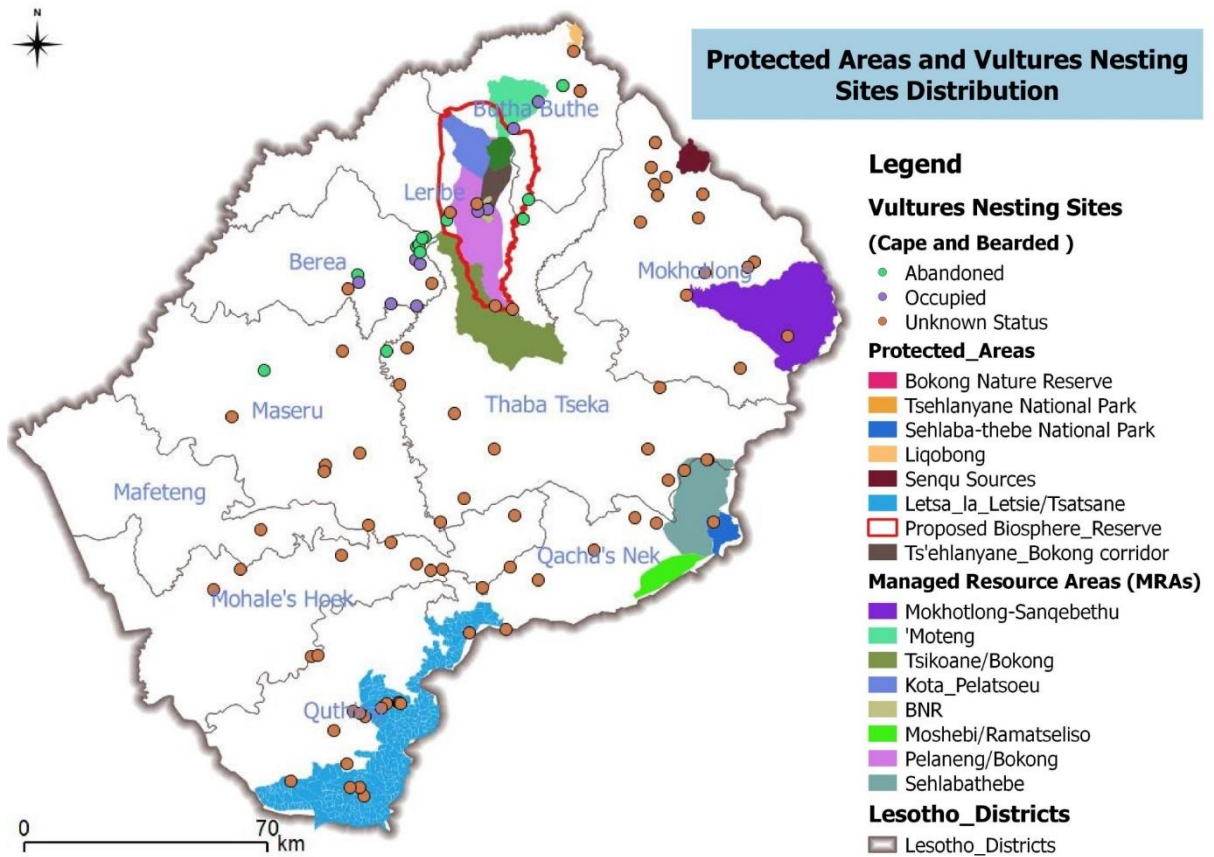 N
Protected Areas and Vultures Nesting
Sites Distribution
Butha Buthe
Leribe
Berea
Mokhotlong
Maseru
Thaba Tseka
Mafeteng
Qacha's Nek
Mohale's Hoek
0
70
km
Legend
Vultures Nesting Sites
(Cape and Bearded )
Abandoned
Occupied
Unknown Status
Protected_Areas
Bokong Nature Reserve
Tsehlanyane National Park
Sehlaba-thebe National Park
Liqobong
Senqu Sources
Letsa_la_Letsie/Tsatsane
Proposed Biosphere_Reserve
Ts'ehlanyane_Bokong corridor
Managed Resource Areas (MRAs)
Mokhotlong-Sanqebethu
'Moteng
Tsikoane/Bokong
Kota_Pelatsoeu
BNR
Moshebi/Ramatseliso
Pelaneng/Bokong
Sehlabathebe
Lesotho_Districts
Lesotho_Districts